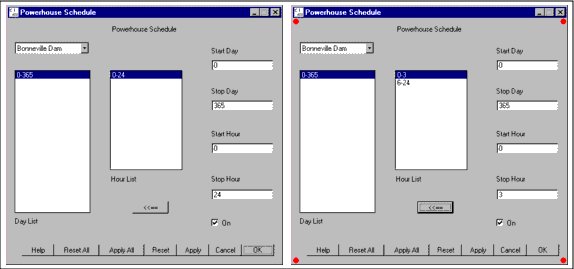 Powerhouse Schedule
Powerhouse Schedule
Bonneville Dam
Start Day
0
0-365
0-24
Stop Day
365
Start Hour
0
Hour List
Stop Hour
24
<<==
Day List
On
Help Reset All Apply All Reset Apply Cancel OK
Powerhouse Schedule
Powerhouse Schedule
Bonneville Dam
Start Day
0
0-365
0-3
6-24
Stop Day
365
Start Hour
0
Hour List
Stop Hour
3
<<==
Day List
On
Help Reset All Apply All Reset Apply Cancel OK